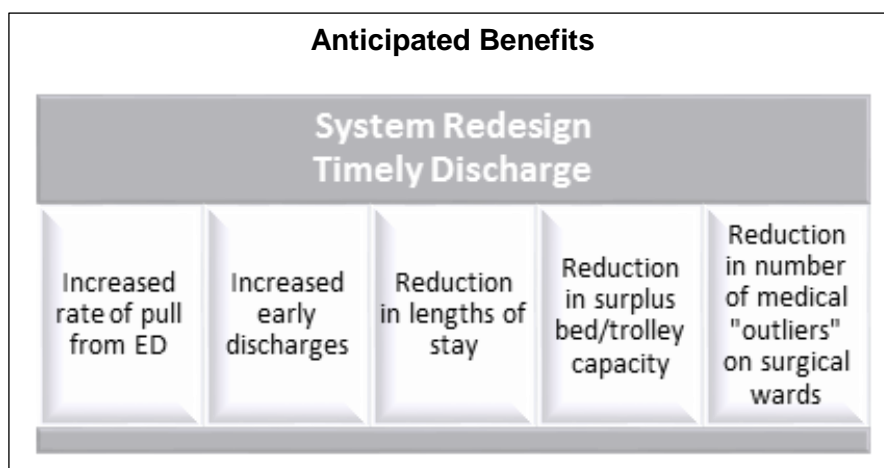 Anticipated Benefits
System Redesign
Timely Discharge
Increased
rate of pull
from ED
Increased
early
discharges
Reduction
in lengths of
stay
Reduction
in surplus
bed/trolley
capacity
Reduction
in number
of medical
"outliers"
on surgical
wards